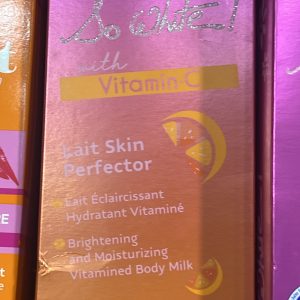 So White!
with
Vitamin-C
Lait Skin
Perfector
Lait Éclaircissant
Hydratant Vitaminé
Brightening
and Moisturizing
Vitamined Body Milk